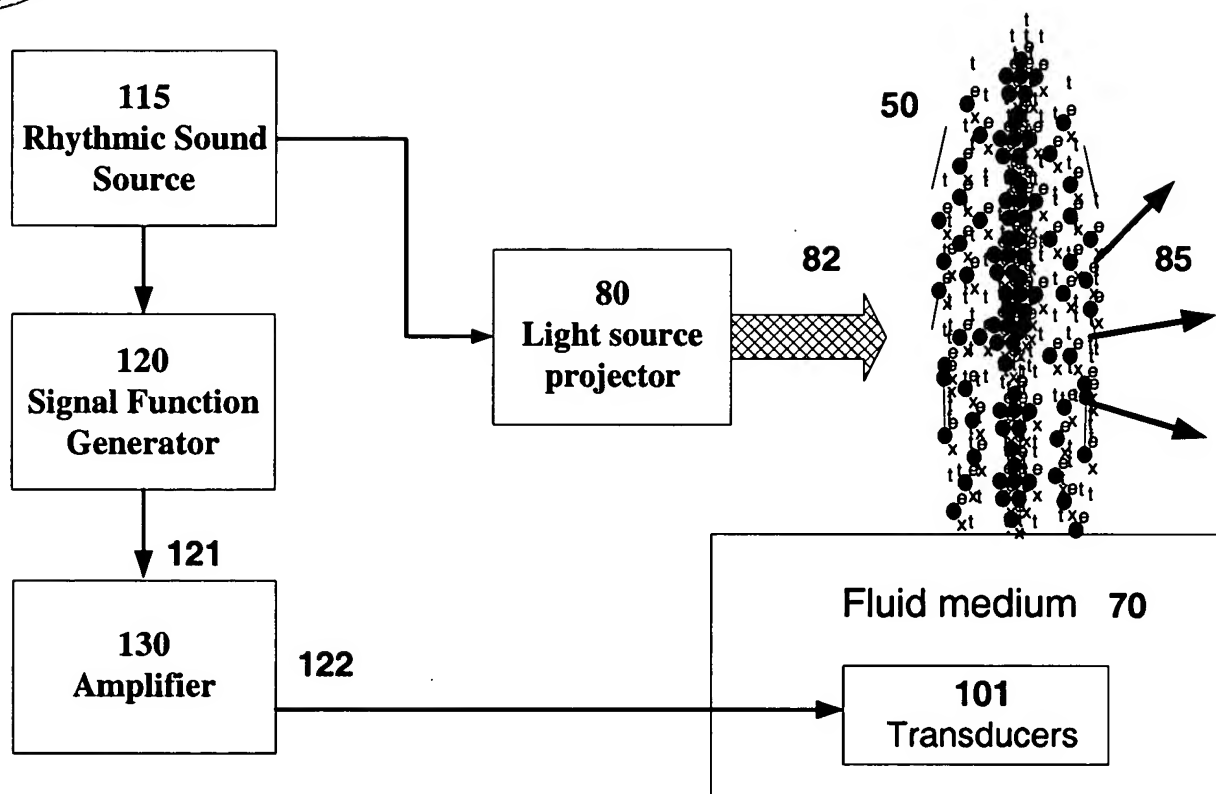 115
Rhythmic Sound
Source
50
82
85
80
Light source
projector
120
Signal Function
Generator
121
Fluid medium 70
130
Amplifier
122
101
Transducers